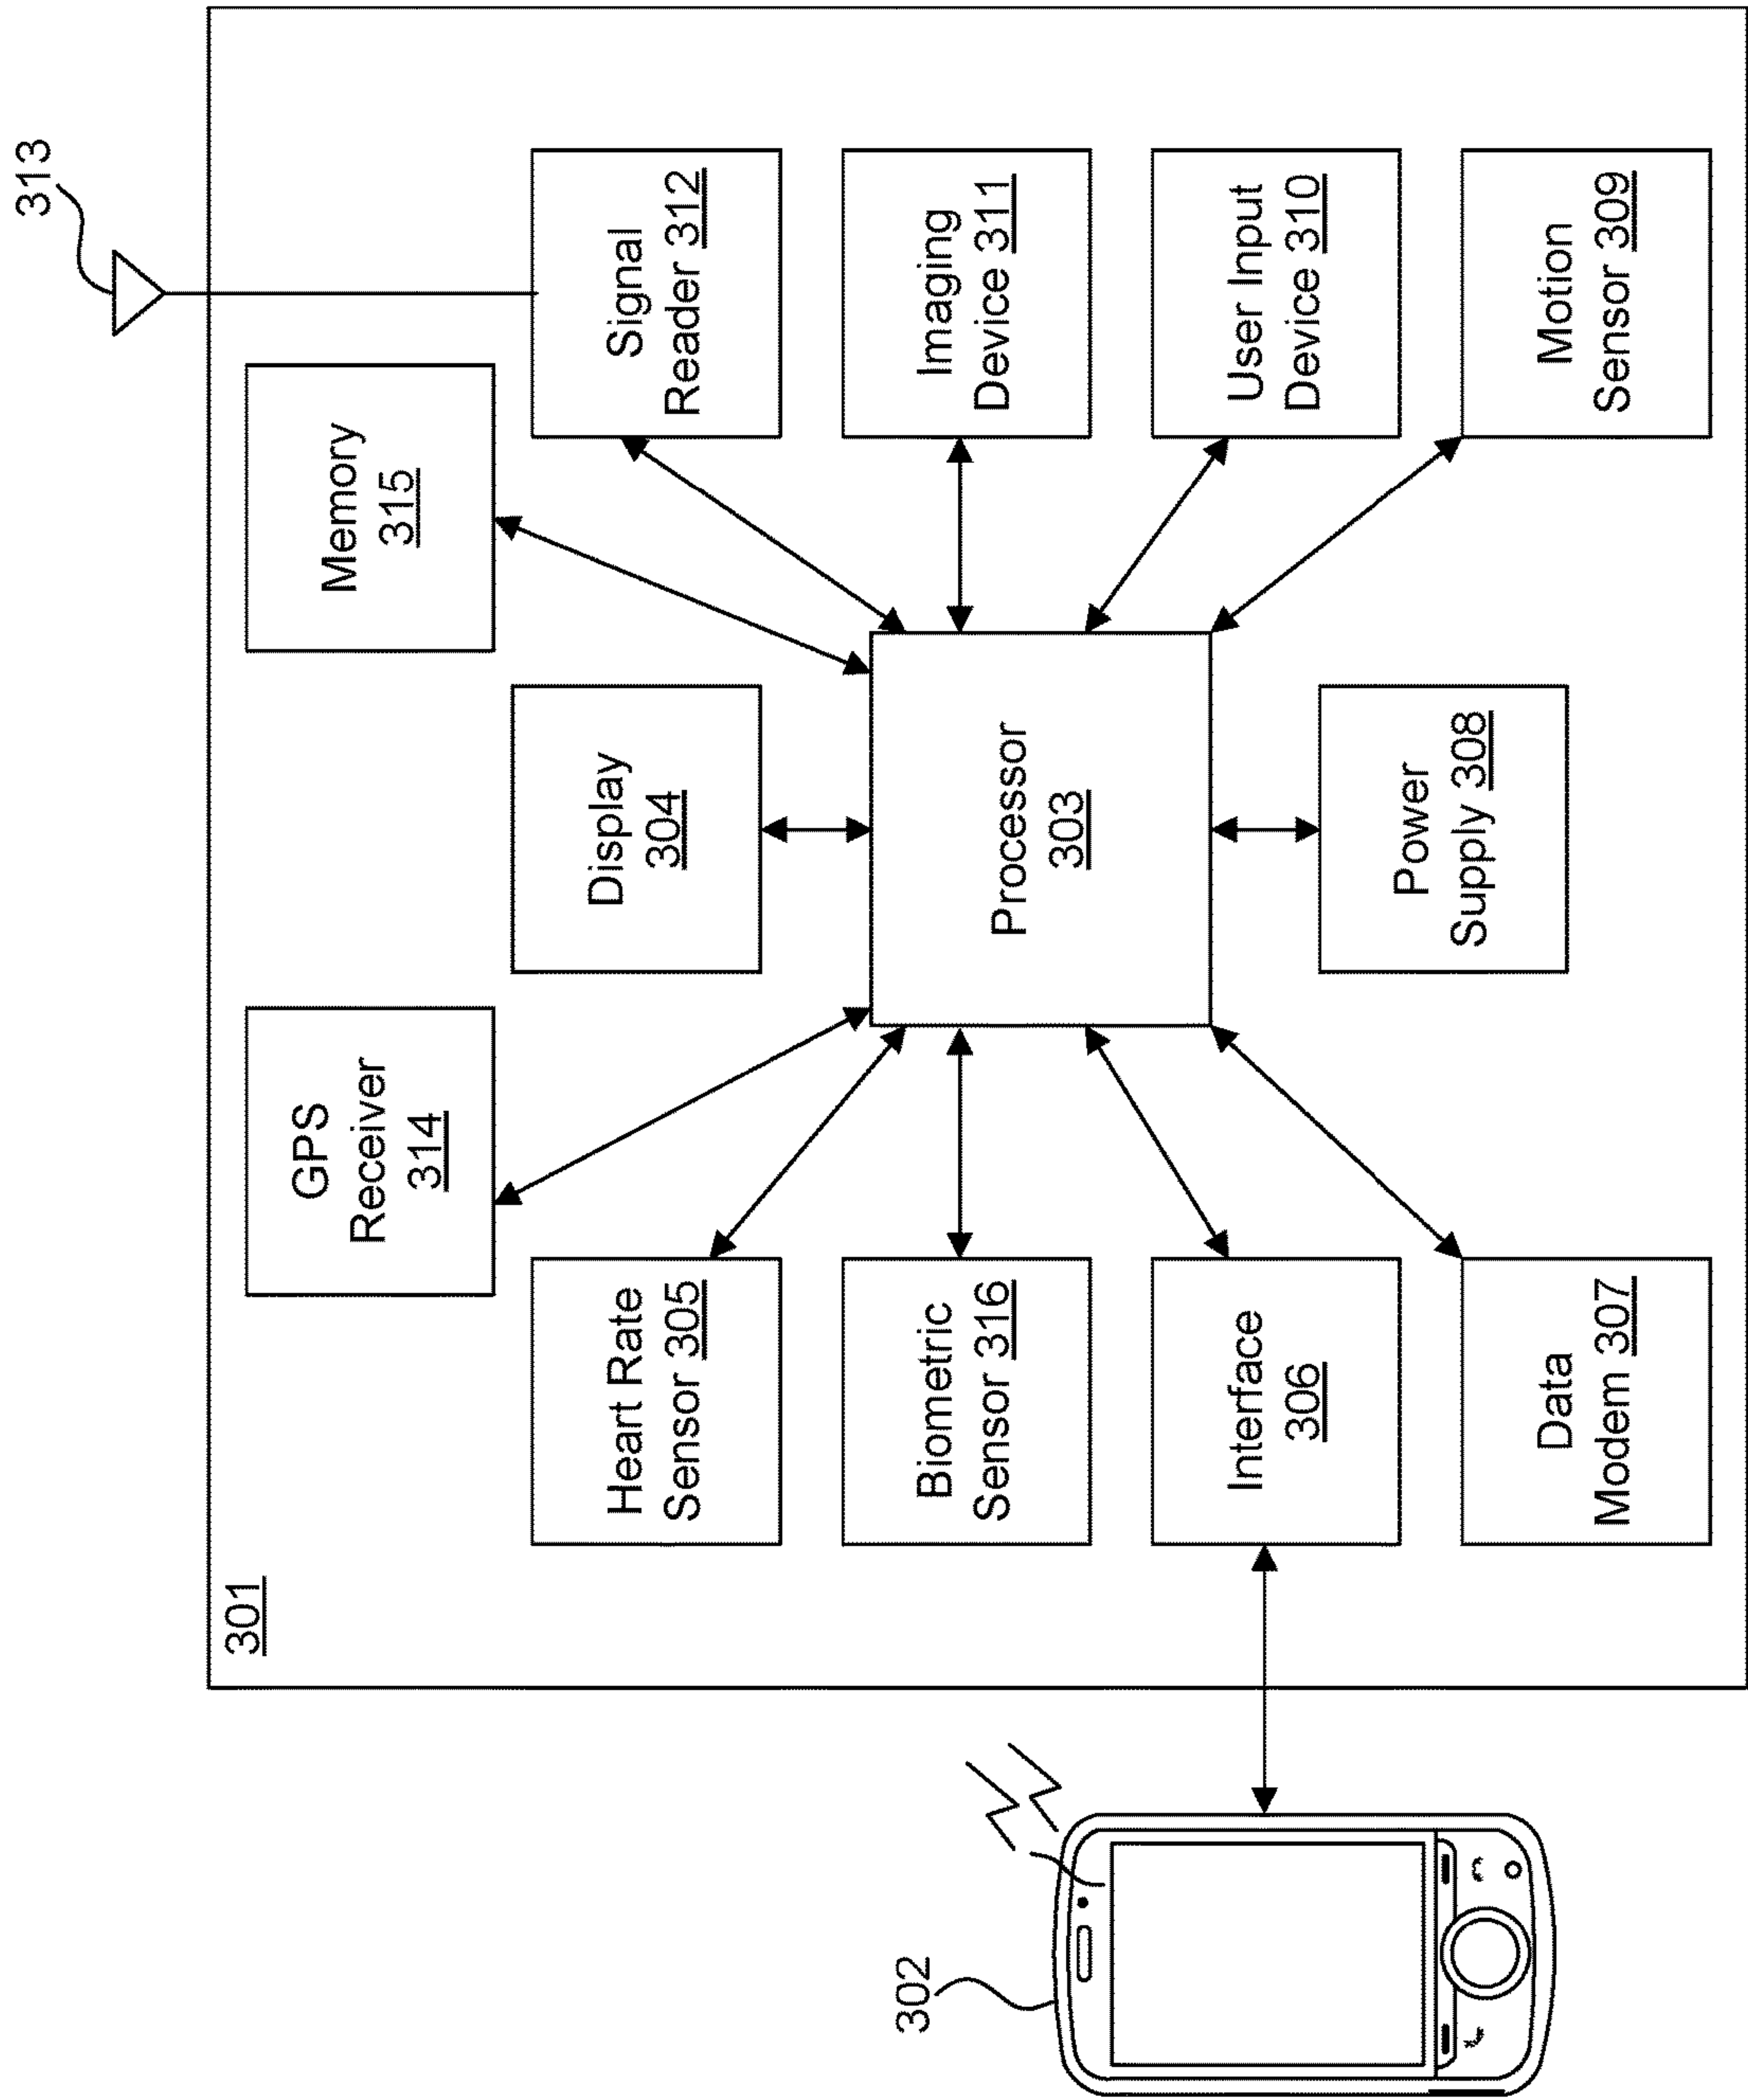 313
301
GPS
Receiver
314
Memory
315
Heart Rate
Sensor 305
Display
304
Signal
Reader 312
302
Biometric
Sensor 316
Processor
303
Imaging
Device 311
Interface
306
User Input
Device 310
Data
Modem 307
Power
Supply 308
Motion
Sensor 309